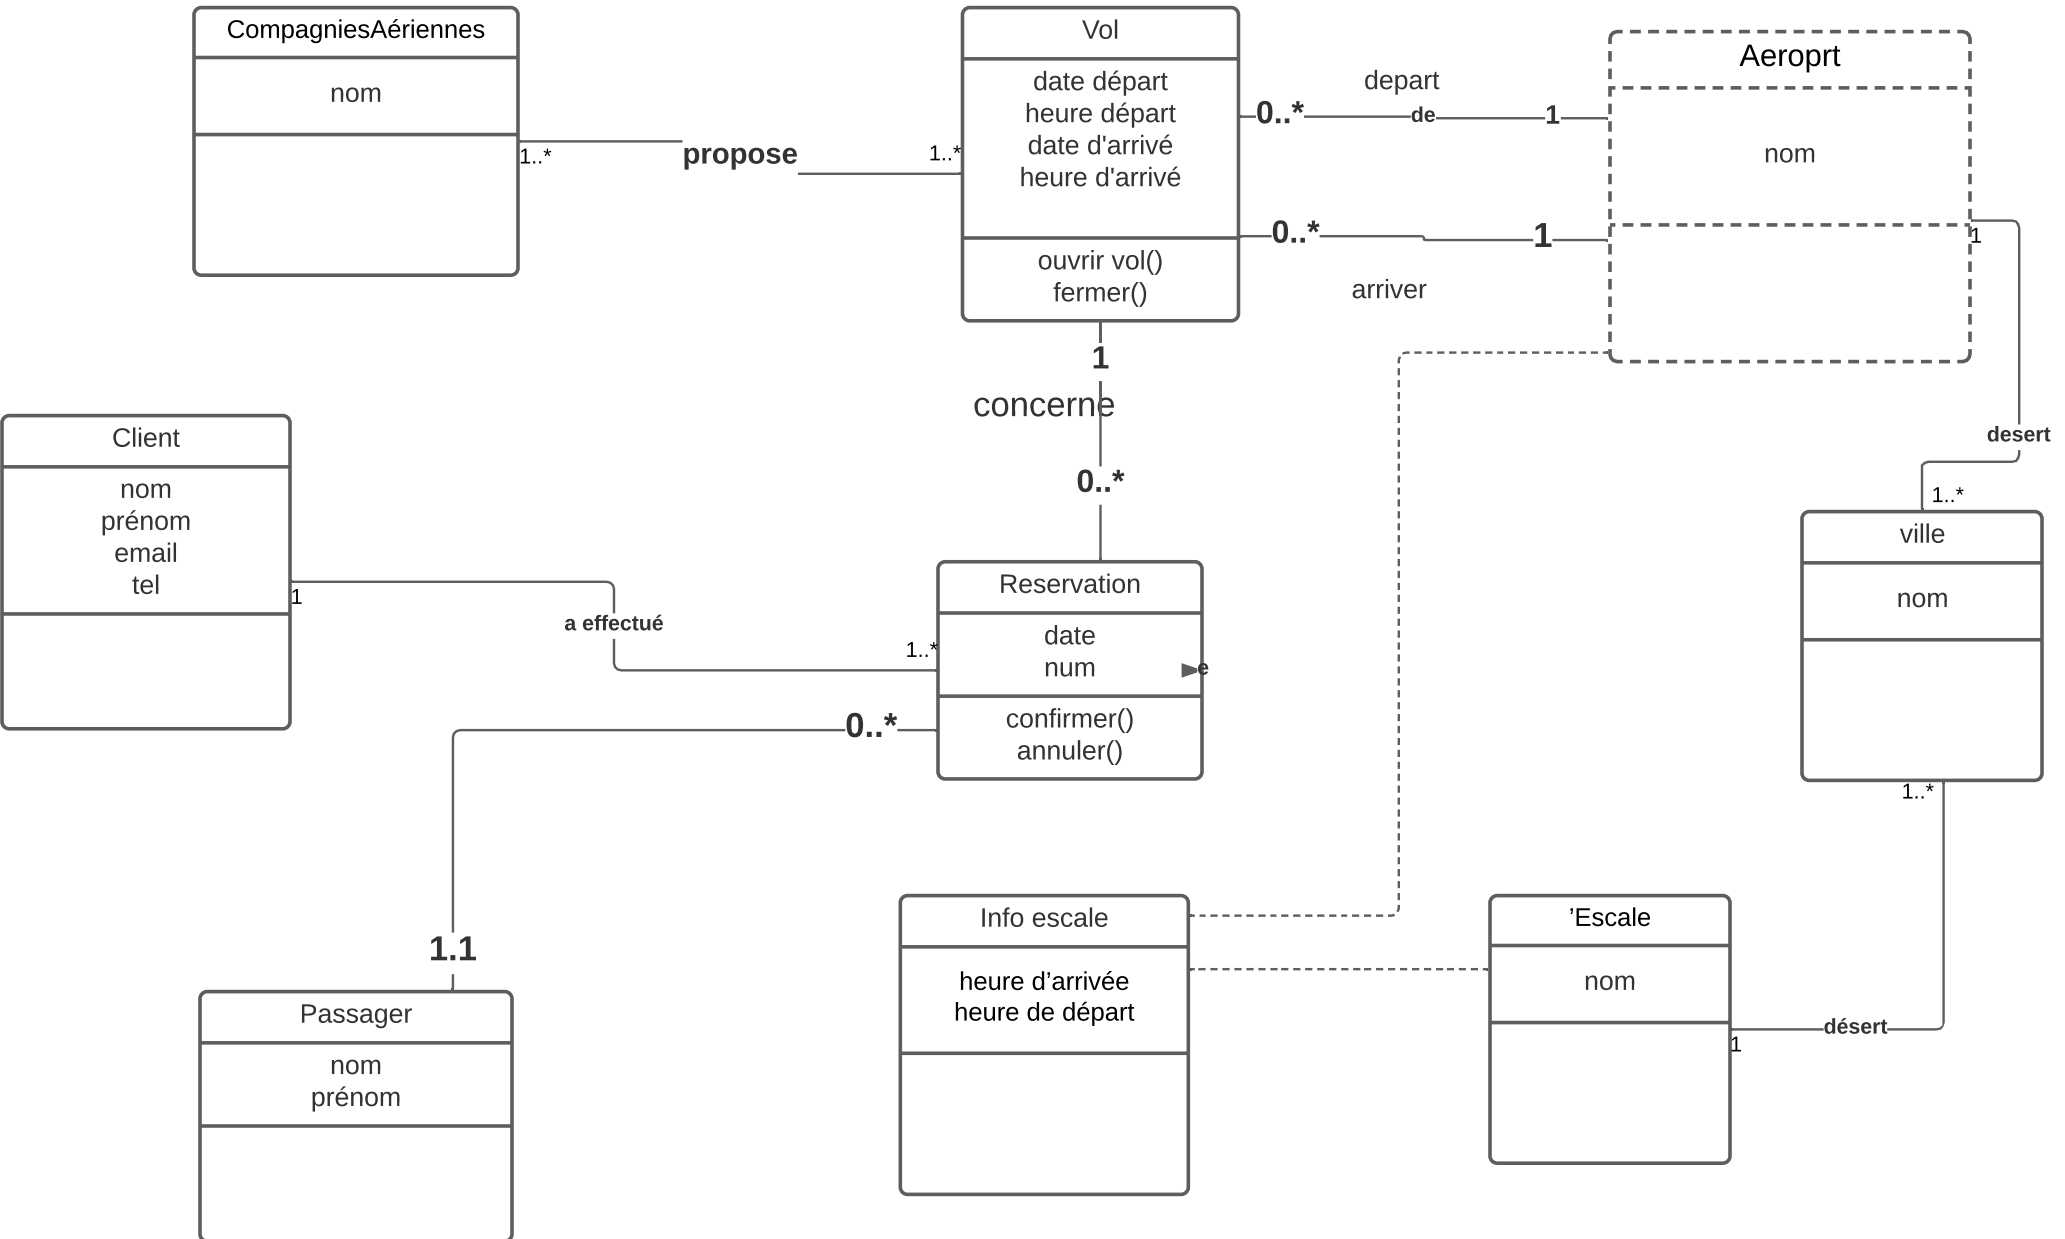 CompagniesAériennes
nom
1..*
propose
1..*
Vol
date départ
heure départ
date d'arrivé
heure d'arrivé
ouvrir vol()
fermer()
depart
0..*
de
1
0..*
1
arriver
Aeroprt
nom
1
desert
1..*
1
concerne
0..*
Client
nom
prénom
email
tel
1
a effectué
1..*
Reservation
date
num
e
confirmer()
annuler()
0..*
1.1
ville
nom
1..*
Passager
nom
prénom
Info escale
heure d’arrivée
heure de départ
’Escale
nom
1
désert